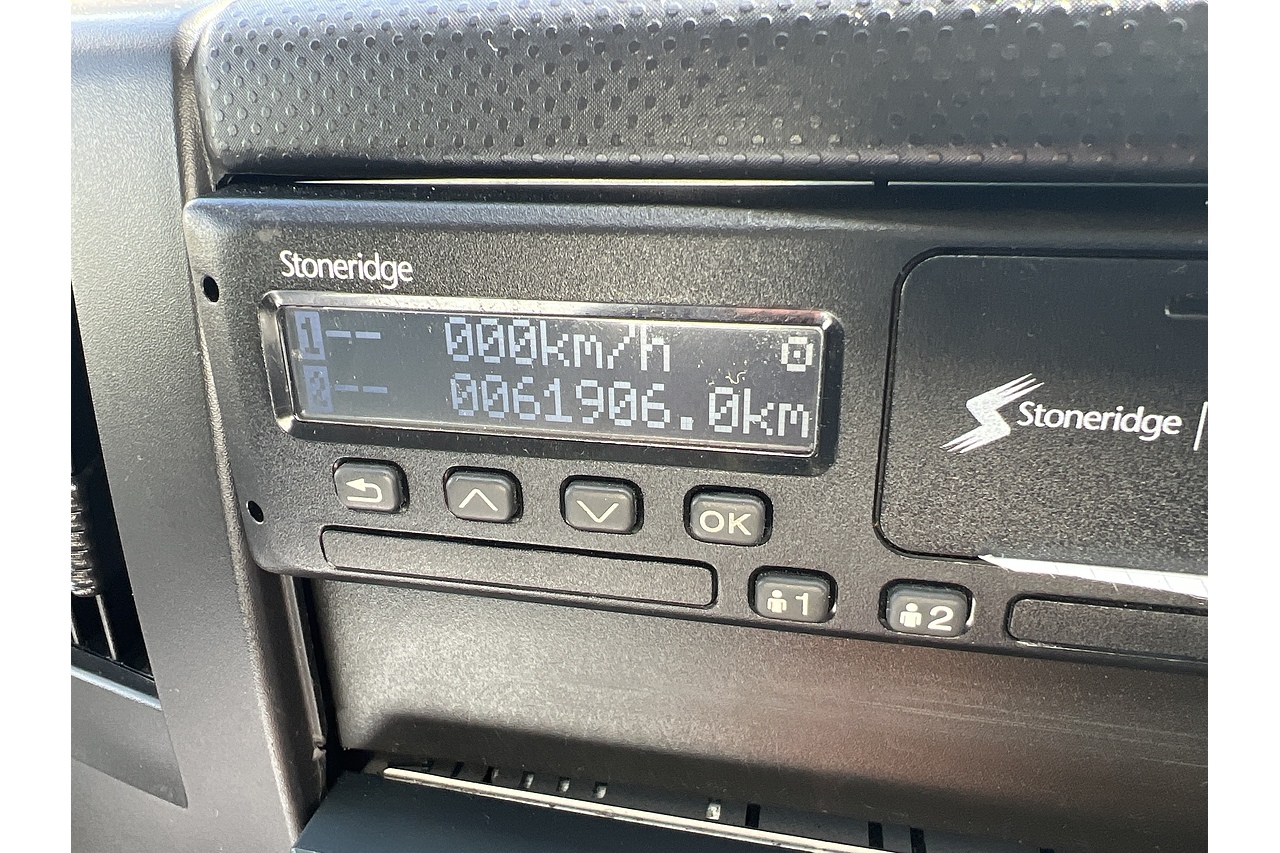 Stoneridge
1-- 000km/h
0-- 0061906.0km
Stoneridge
OK
1
2